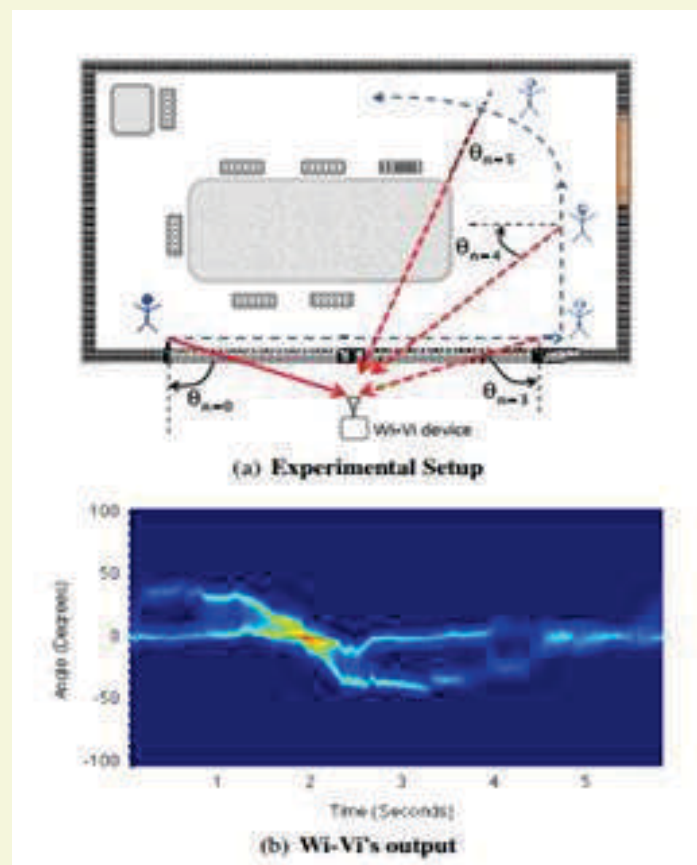 θn=5
θn=4
θn=0
θn=3
Wi-Vi device
(a) Experimental Setup
100
50
0
-50
-100
Angle (Degrees)
1 2 3 4 5
Time (Seconds)
(b) Wi-Vi's output